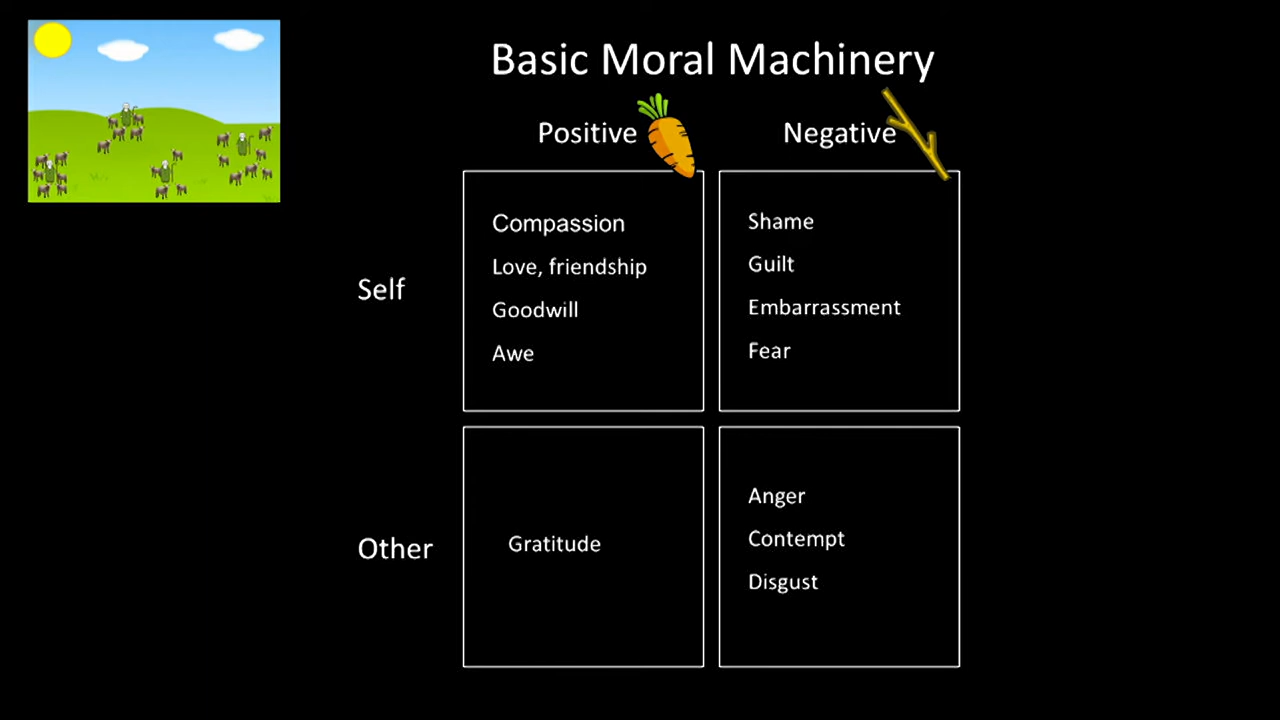 Basic Moral Machinery
Positive
Negative
Self
Compassion
Love, friendship
Goodwill
Awe
Shame
Guilt
Embarrassment
Fear
Other
Gratitude
Anger
Contempt
Disgust